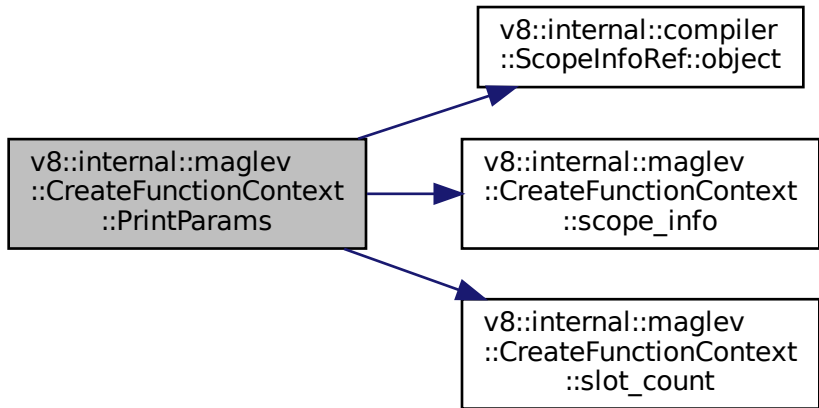 v8::internal::compiler
::ScopeInfoRef::object
v8::internal::maglev
::CreateFunctionContext
::PrintParams
v8::internal::maglev
::CreateFunctionContext
::scope_info
v8::internal::maglev
::CreateFunctionContext
::slot_count